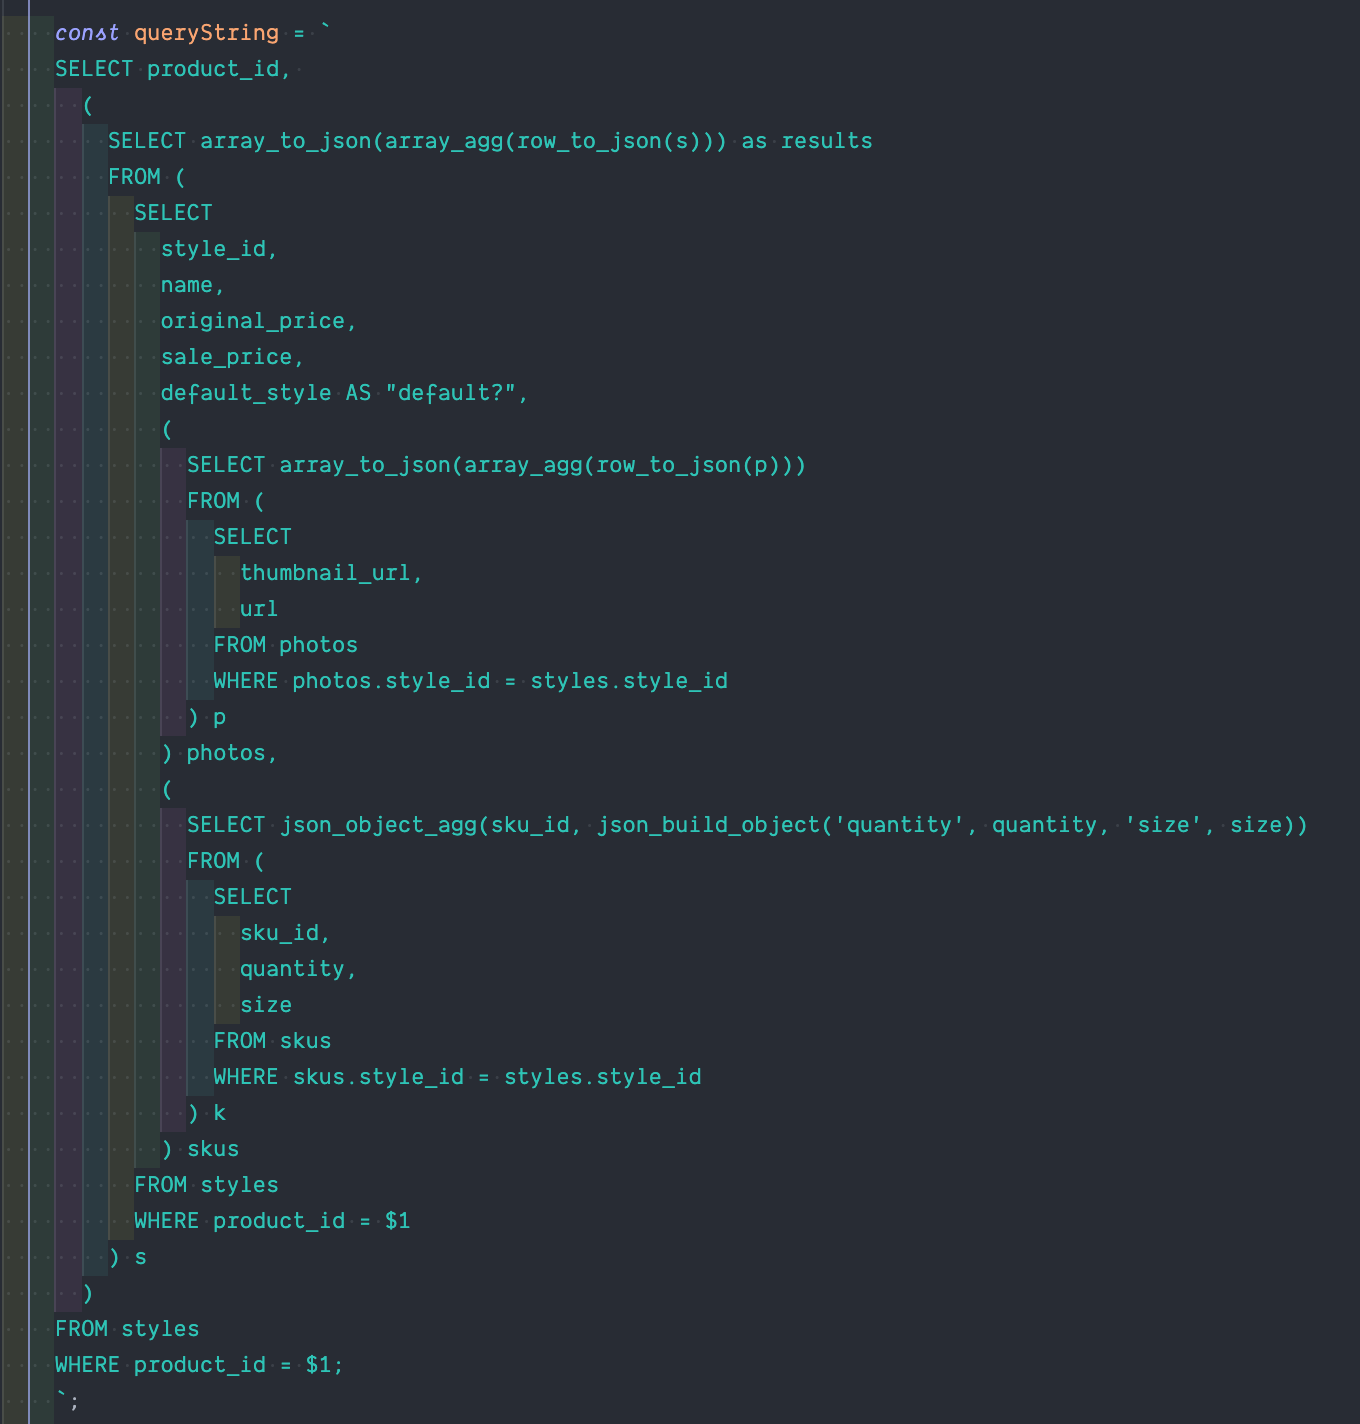 const queryString = `
SELECT product_id,
(
SELECT array_to_json(array_agg(row_to_json(s))) as results
FROM (
SELECT
style_id,
name,
original_price,
sale_price,
default_style AS "default?",
(
SELECT array_to_json(array_agg(row_to_json(p)))
FROM (
SELECT
thumbnail_url,
url
FROM photos
WHERE photos.style_id = styles.style_id
) p
) photos,
(
SELECT json_object_agg(sku_id, json_build_object('quantity', quantity, 'size', size))
FROM (
SELECT
sku_id,
quantity,
size
FROM skus
WHERE skus.style_id = styles.style_id
) k
) skus
FROM styles
WHERE product_id = $1
) s
)
FROM styles
WHERE product_id = $1;
`;